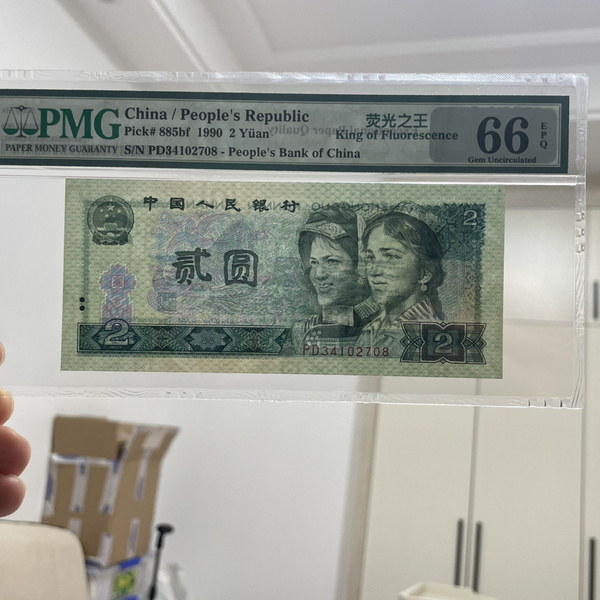 PMG
PAPER MONEY GUARANTY
China / People's Republic
Pick# 885bf 1990 2 Yüan
S/N PD34102708 - People's Bank of China
荧光之王
King of Fluorescence
66
EPQ
Gem Uncirculated
中国人民银行
2
贰圆
2
PD34102708
2